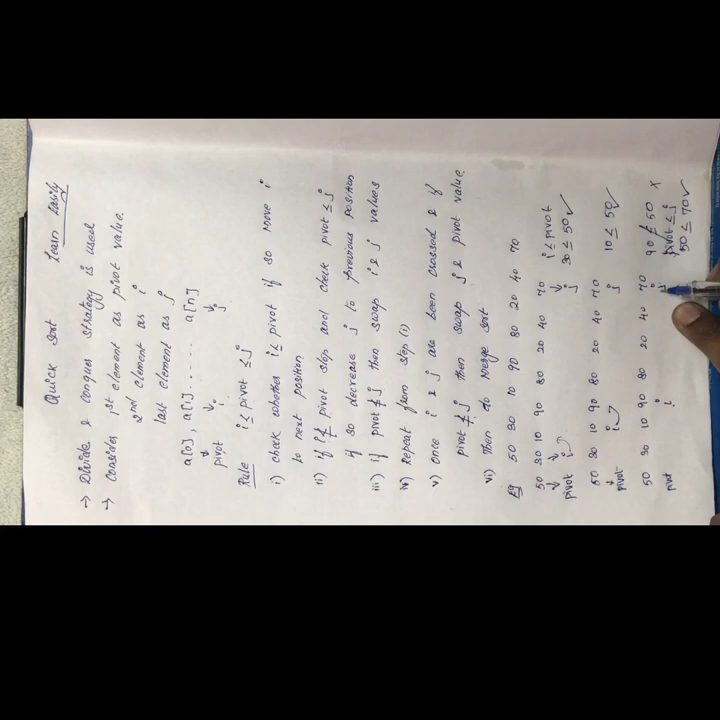 Quick Sort Learn Easily
→ Divide & conquer strategy is used
→ Consider 1st element as pivot value.
2nd element as i
last element as j
a[0], a[1] ...... a[n]
pivot i j
Rule i ≤ pivot ≤ j
i) check whether i ≤ pivot if so Move i
to next position.
ii) if i ≰ pivot stop and check pivot ≤ j
if so decrease j to previous position
iii) if pivot ≰ j then swap i & j values
iv) Repeat from step (i)
v) Once i & j are been crossed & if
pivot ≰ j then swap j & pivot value.
vi) Then do Merge sort
Eg 50 30 10 90 80 20 40 70
50 30 10 90 80 20 40 70 i ≤ pivot
pivot i j 30 ≤ 50 ✓
50 30 10 90 80 20 40 70 10 ≤ 50 ✓
pivot i j
50 30 10 90 80 20 40 70 90 ≰ 50 ×
pivot i j pivot ≤ j
50 ≤ 70 ✓